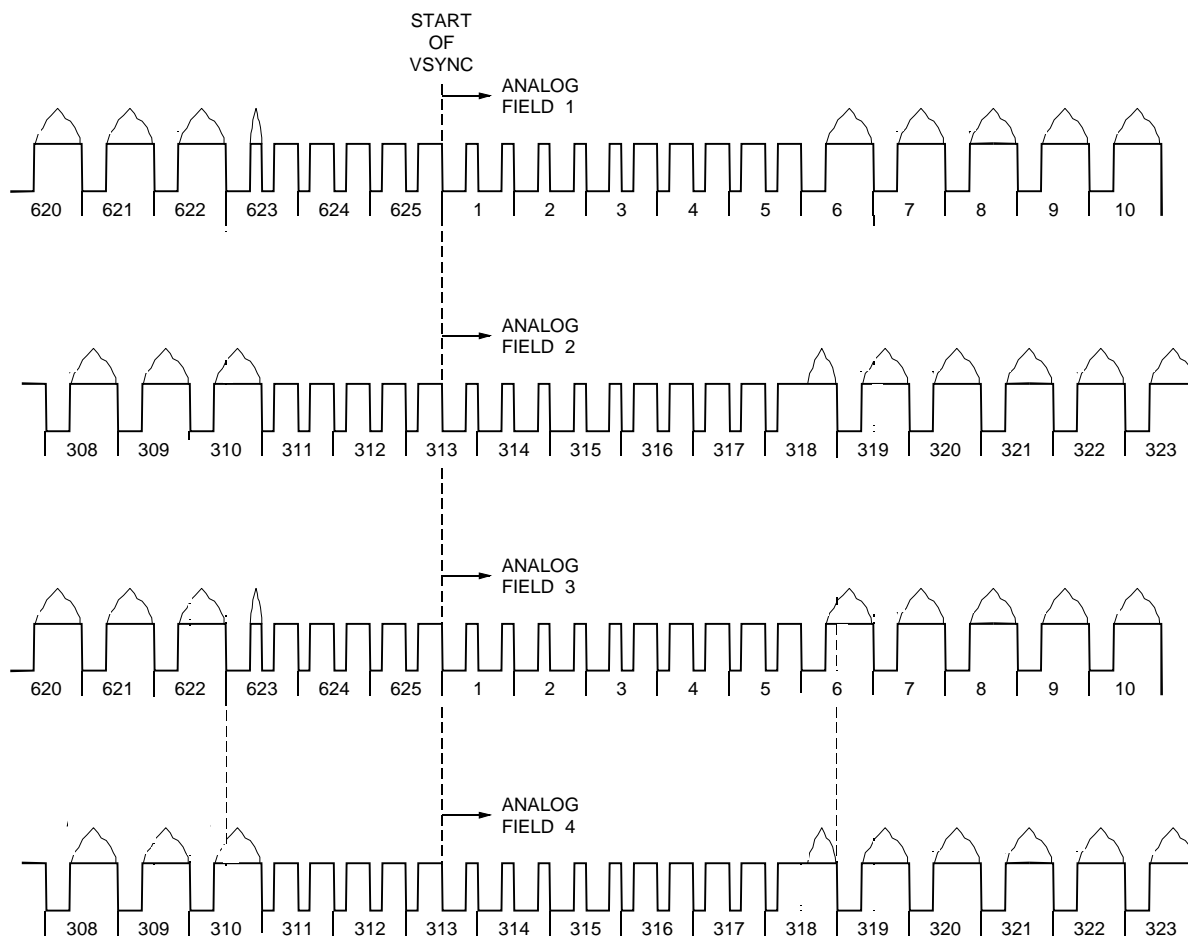 START
OF
VSYNC
ANALOG
FIELD 1
620 621 622 623 624 625 1 2 3 4 5 6 7 8 9 10
ANALOG
FIELD 2
308 309 310 311 312 313 314 315 316 317 318 319 320 321 322 323
ANALOG
FIELD 3
620 621 622 623 624 625 1 2 3 4 5 6 7 8 9 10
ANALOG
FIELD 4
308 309 310 311 312 313 314 315 316 317 318 319 320 321 322 323